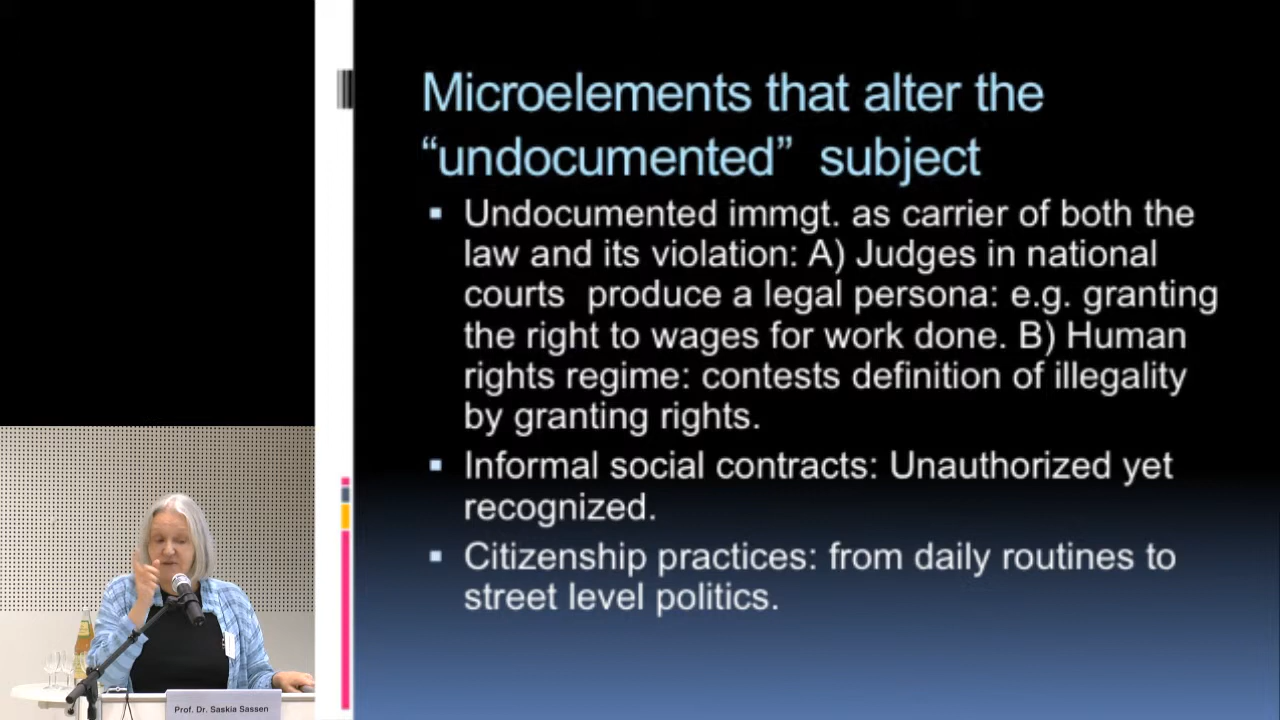 Microelements that alter the
“undocumented” subject
Undocumented immgt. as carrier of both the
law and its violation: A) Judges in national
courts produce a legal persona: e.g. granting
the right to wages for work done. B) Human
rights regime: contests definition of illegality
by granting rights.
Informal social contracts: Unauthorized yet
recognized.
Citizenship practices: from daily routines to
street level politics.
Prof. Dr. Saskia Sassen